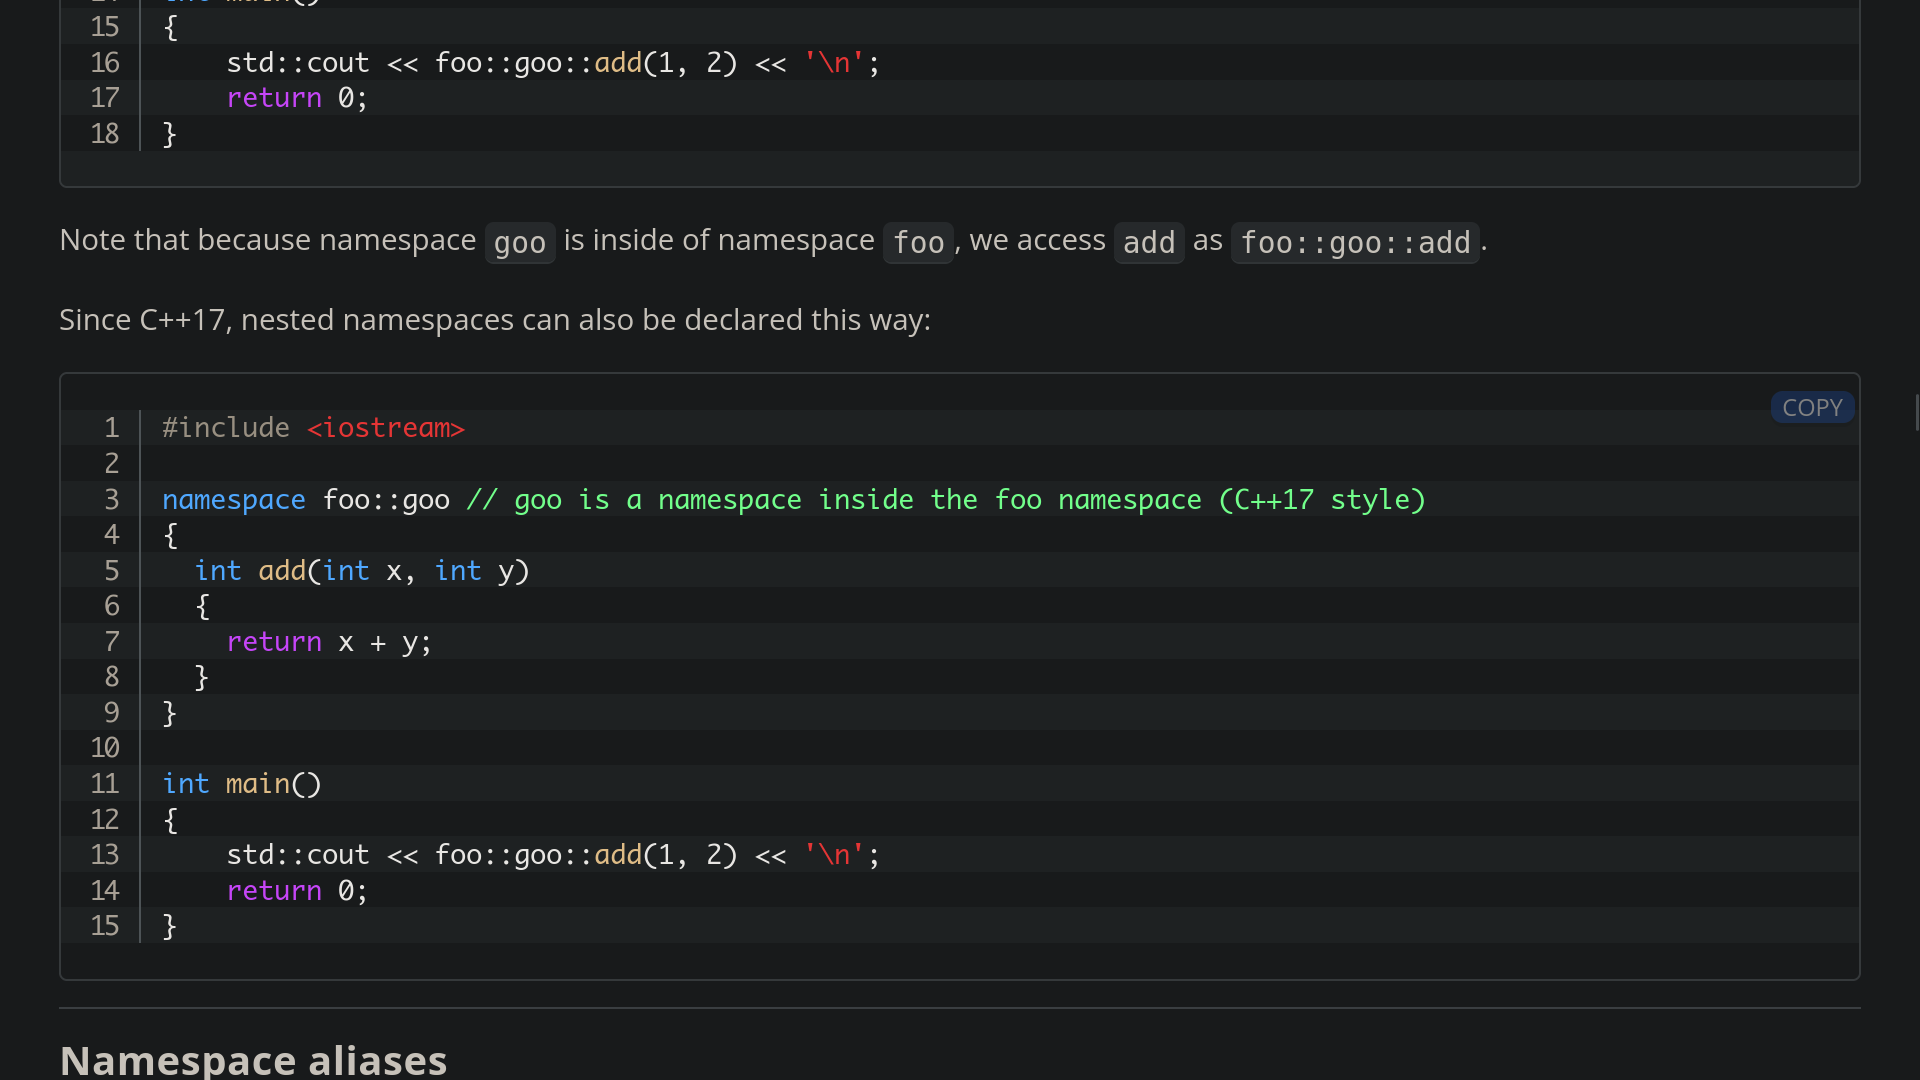 15 {
16     std::cout << foo::goo::add(1, 2) << '\n';
17     return 0;
18 }
Note that because namespace goo is inside of namespace foo, we access add as foo::goo::add.
Since C++17, nested namespaces can also be declared this way:
COPY
1 #include <iostream>
2
3 namespace foo::goo // goo is a namespace inside the foo namespace (C++17 style)
4 {
5   int add(int x, int y)
6   {
7     return x + y;
8   }
9 }
10
11 int main()
12 {
13     std::cout << foo::goo::add(1, 2) << '\n';
14     return 0;
15 }
Namespace aliases